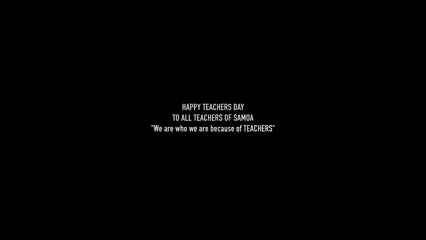 HAPPY TEACHERS DAY
TO ALL TEACHERS OF SAMOA
"We are who we are because of TEACHERS"